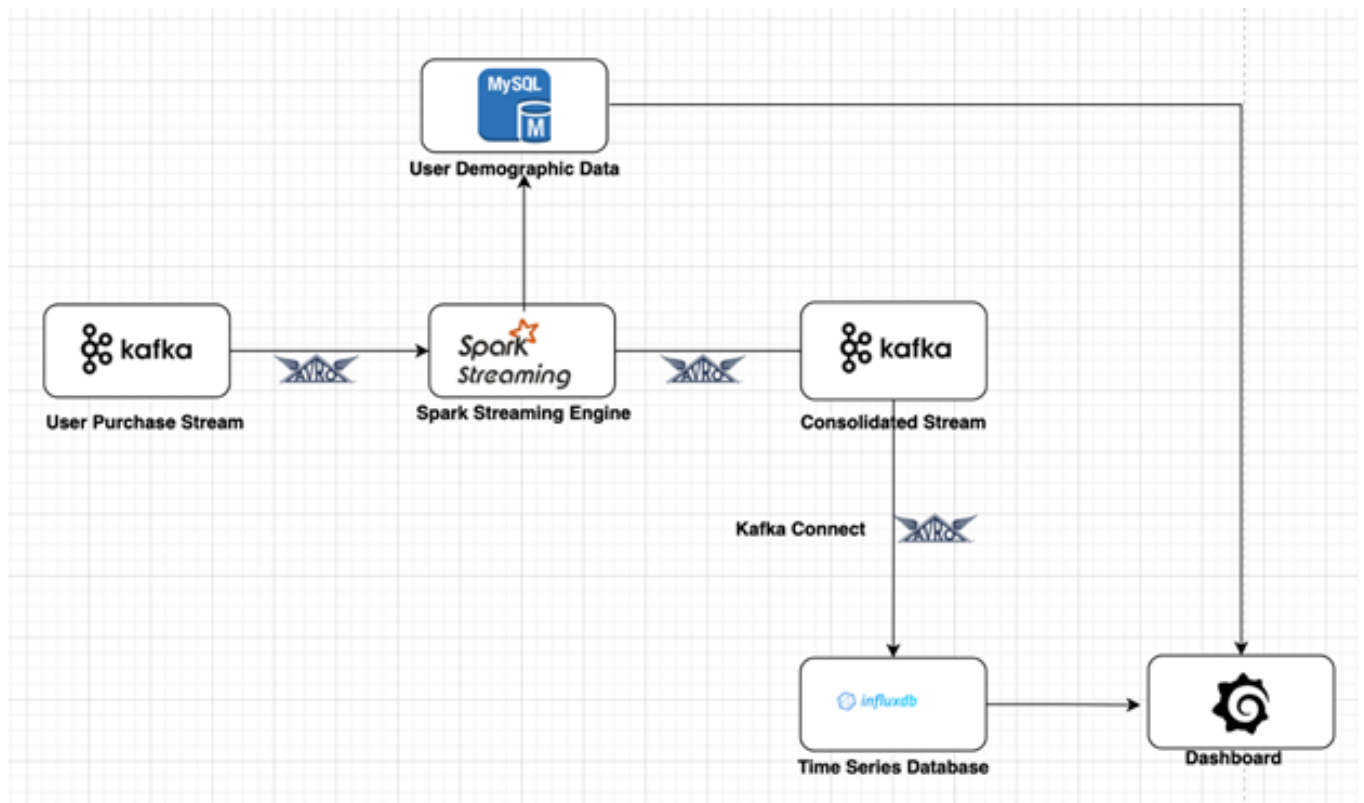 MySQL
M
User Demographic Data
kafka
AVRO
Spark
Streaming
AVRO
kafka
User Purchase Stream
Spark Streaming Engine
Consolidated Stream
Kafka Connect
AVRO
influxdb
Time Series Database
Dashboard